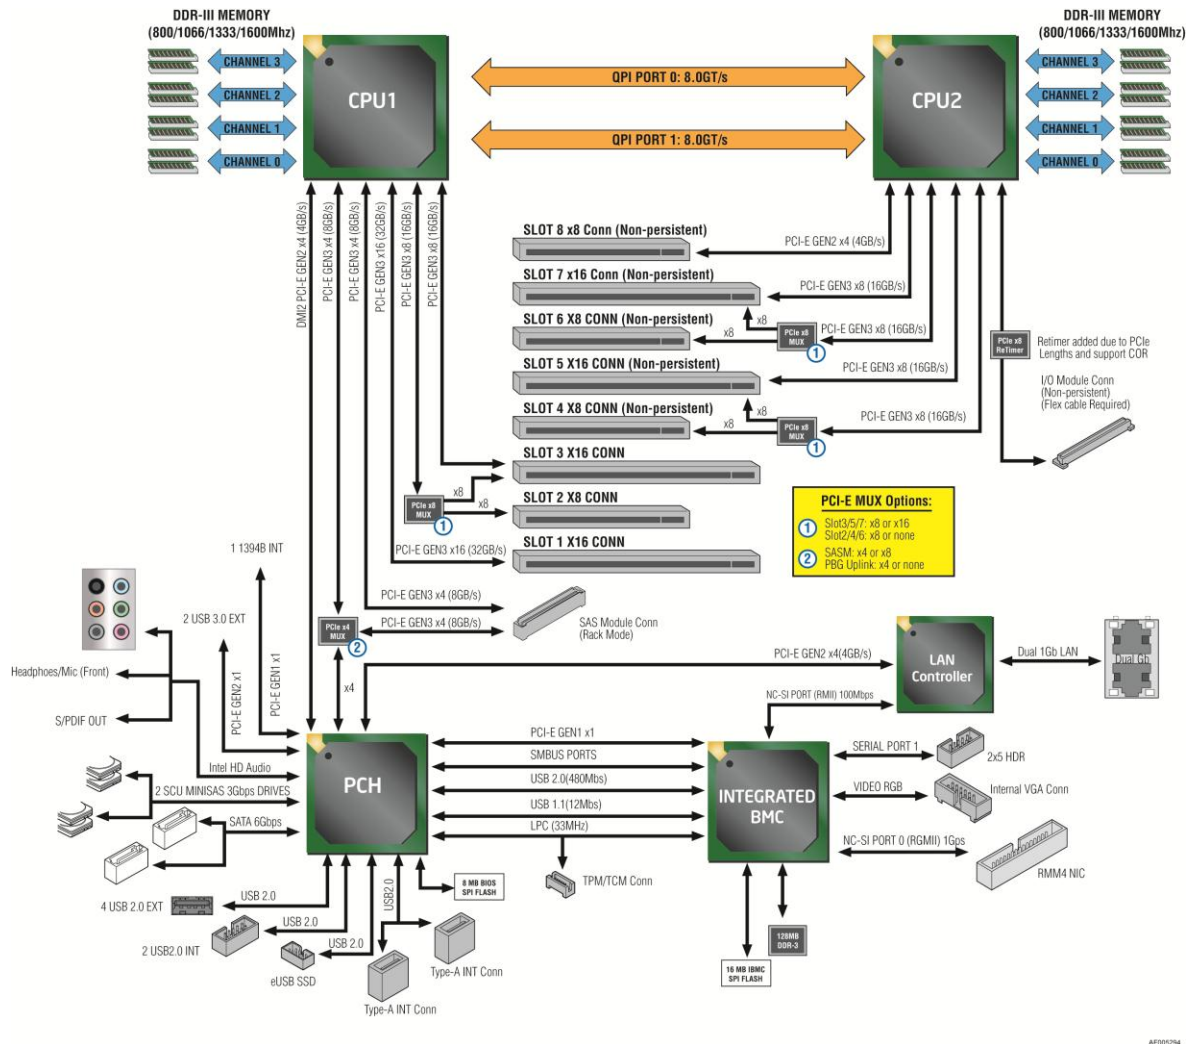 DDR-III MEMORY
(800/1066/1333/1600Mhz)
CHANNEL 3
CHANNEL 2
CHANNEL 1
CHANNEL 0
CPU1
QPI PORT 0: 8.0GT/s
QPI PORT 1: 8.0GT/s
CPU2
DDR-III MEMORY
(800/1066/1333/1600Mhz)
CHANNEL 3
CHANNEL 2
CHANNEL 1
CHANNEL 0
DMI2 PCI-E GEN2 x4 (4GB/s)
PCI-E GEN3 x4 (8GB/s)
PCI-E GEN3 x4 (8GB/s)
PCI-E GEN3 x16 (32GB/s)
PCI-E GEN3 x8 (16GB/s)
PCI-E GEN3 x8 (16GB/s)
SLOT 8 x8 Conn (Non-persistent)
PCI-E GEN2 x4 (4GB/s)
SLOT 7 x16 Conn (Non-persistent)
PCI-E GEN3 x8 (16GB/s)
SLOT 6 X8 CONN (Non-persistent)
x8
x8
PCIe x8
MUX
1
PCI-E GEN3 x8 (16GB/s)
SLOT 5 X16 CONN (Non-persistent)
PCI-E GEN3 x8 (16GB/s)
SLOT 4 X8 CONN (Non-persistent)
x8
x8
PCIe x8
MUX
1
PCI-E GEN3 x8 (16GB/s)
PCIe x8
ReTimer
Retimer added due to PCIe
Lengths and support COR
I/O Module Conn
(Non-persistent)
(Flex cable Required)
SLOT 3 X16 CONN
x8
x8
PCIe x8
MUX
1
SLOT 2 X8 CONN
SLOT 1 X16 CONN
PCI-E GEN3 x16 (32GB/s)
PCI-E MUX Options:
1
Slot3/5/7: x8 or x16
Slot2/4/6: x8 or none
2
SASM: x4 or x8
PBG Uplink: x4 or none
PCI-E GEN3 x4 (8GB/s)
PCI-E GEN3 x4 (8GB/s)
SAS Module Conn
(Rack Mode)
PCIe x4
MUX
2
x4
1 1394B INT
2 USB 3.0 EXT
PCI-E GEN2 x1
PCI-E GEN1 x1
Headphoes/Mic (Front)
S/PDIF OUT
Intel HD Audio
2 SCU MINISAS 3Gbps DRIVES
SATA 6Gbps
PCH
PCI-E GEN2 x4(4GB/s)
LAN
Controller
Dual 1Gb LAN
Dual Gb
NC-SI PORT (RMII) 100Mbps
PCI-E GEN1 x1
SMBUS PORTS
USB 2.0(480Mbs)
USB 1.1(12Mbs)
LPC (33MHz)
INTEGRATED
BMC
SERIAL PORT 1
2x5 HDR
VIDEO RGB
Internal VGA Conn
NC-SI PORT 0 (RGMII) 1Gps
RMM4 NIC
TPM/TCM Conn
8 MB BIOS
SPI FLASH
USB 2.0
4 USB 2.0 EXT
USB 2.0
2 USB2.0 INT
USB 2.0
eUSB SSD
USB2.0
Type-A INT Conn
Type-A INT Conn
128MB
DDR-3
16 MB IBMC
SPI FLASH
AF005294